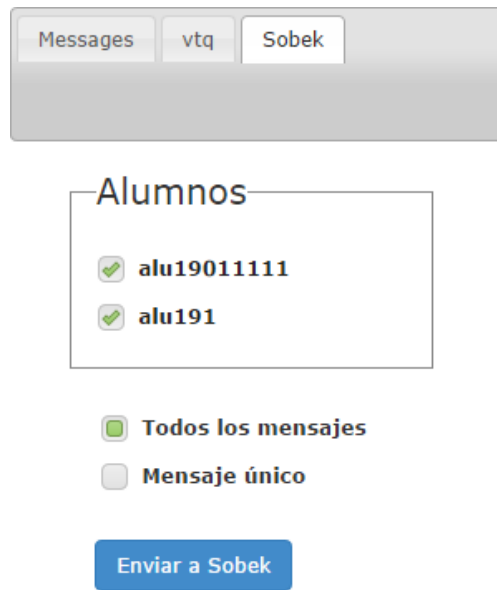 Messages vtq Sobek
Alumnos
alu19011111
alu191
Todos los mensajes
Mensaje único
Enviar a Sobek